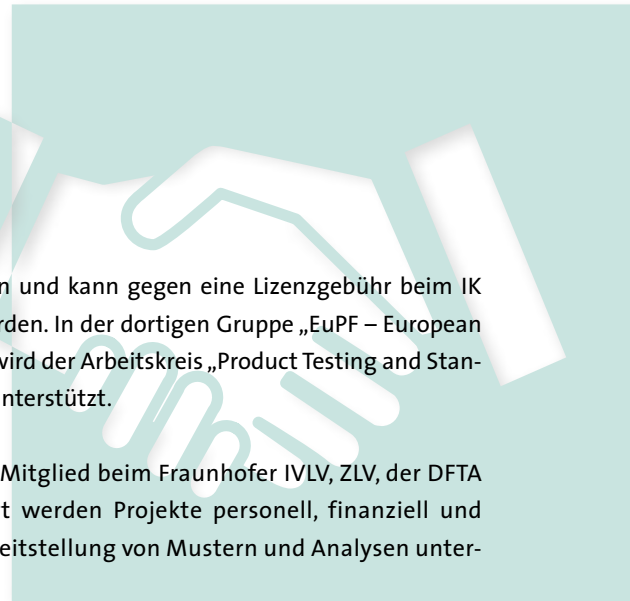 n und kann gegen eine Lizenzgebühr beim IK
rden. In der dortigen Gruppe „EuPF – European
wird der Arbeitskreis „Product Testing and Stan-
nterstützt.
Mitglied beim Fraunhofer IVLV, ZLV, der DFTA
t werden Projekte personell, finanziell und
eitstellung von Mustern und Analysen unter-